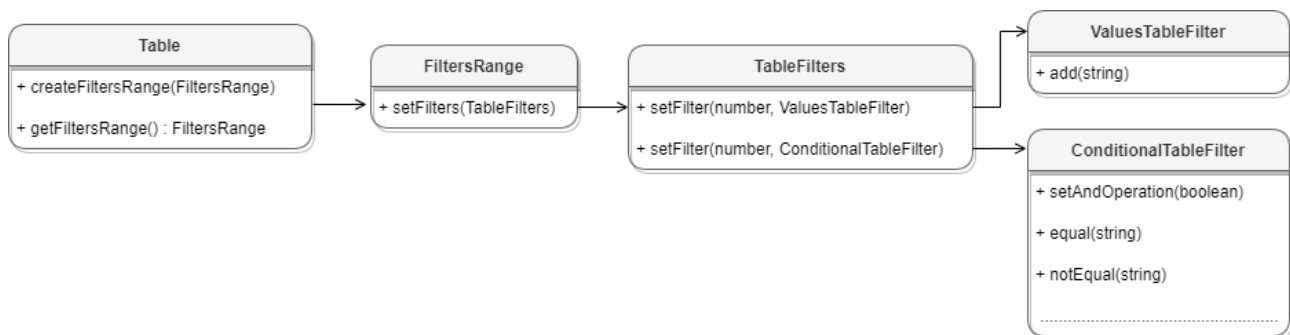 Table
+ createFiltersRange(FiltersRange)
+ getFiltersRange() : FiltersRange
FiltersRange
+ setFilters(TableFilters)
TableFilters
+ setFilter(number, ValuesTableFilter)
+ setFilter(number, ConditionalTableFilter)
ValuesTableFilter
+ add(string)
ConditionalTableFilter
+ setAndOperation(boolean)
+ equal(string)
+ notEqual(string)